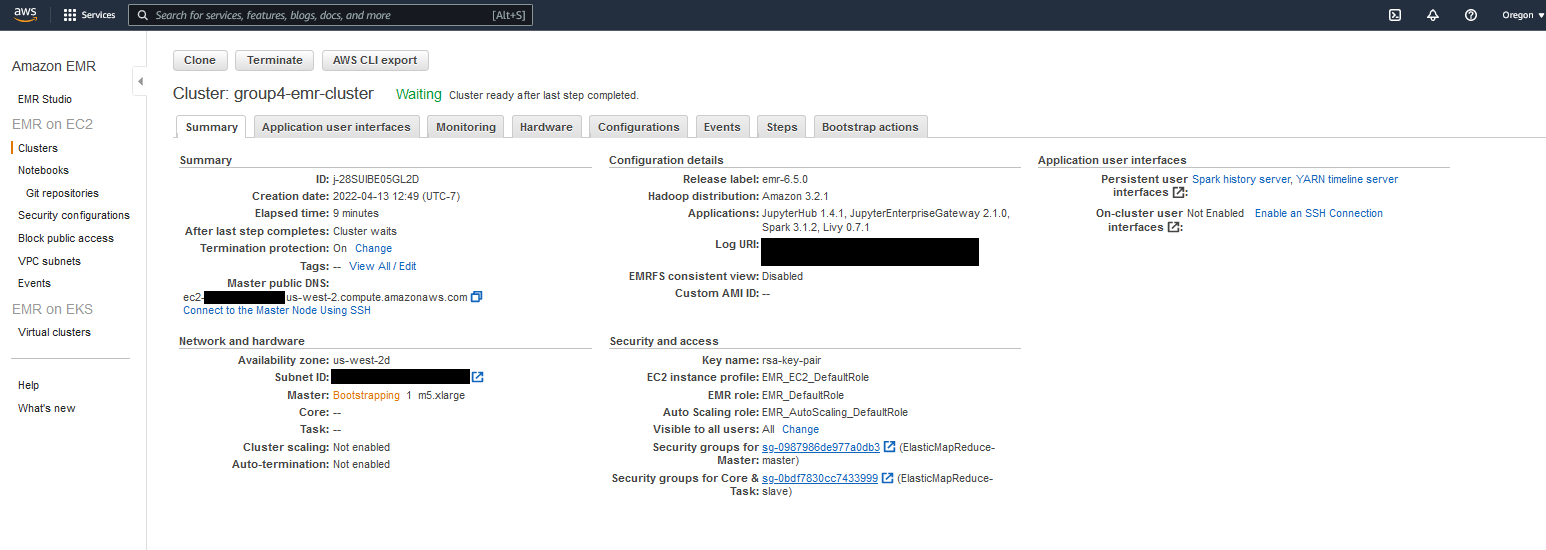 aws Services Search for services, features, blogs, docs, and more [Alt+S] Oregon
Amazon EMR
EMR Studio
EMR on EC2
Clusters
Notebooks
Git repositories
Security configurations
Block public access
VPC subnets
Events
EMR on EKS
Virtual clusters
Help
What's new
Clone Terminate AWS CLI export
Cluster: group4-emr-cluster Waiting Cluster ready after last step completed.
Summary Application user interfaces Monitoring Hardware Configurations Events Steps Bootstrap actions
Summary
ID: j-28SUIBE05GL2D
Creation date: 2022-04-13 12:49 (UTC-7)
Elapsed time: 9 minutes
After last step completes: Cluster waits
Termination protection: On Change
Tags: -- View All / Edit
Master public DNS:
ec2- us-west-2.compute.amazonaws.com
Connect to the Master Node Using SSH
Configuration details
Release label: emr-6.5.0
Hadoop distribution: Amazon 3.2.1
Applications: JupyterHub 1.4.1, JupyterEnterpriseGateway 2.1.0,
Spark 3.1.2, Livy 0.7.1
Log URI:
EMRFS consistent view: Disabled
Custom AMI ID: --
Application user interfaces
Persistent user Spark history server, YARN timeline server
interfaces :
On-cluster user Not Enabled Enable an SSH Connection
interfaces :
Network and hardware
Availability zone: us-west-2d
Subnet ID:
Master: Bootstrapping 1 m5.xlarge
Core: --
Task: --
Cluster scaling: Not enabled
Auto-termination: Not enabled
Security and access
Key name: rsa-key-pair
EC2 instance profile: EMR_EC2_DefaultRole
EMR role: EMR_DefaultRole
Auto Scaling role: EMR_AutoScaling_DefaultRole
Visible to all users: All Change
Security groups for sg-0987986de977a0db3 (ElasticMapReduce-
Master: master)
Security groups for Core & sg-0bdf7830cc7433999 (ElasticMapReduce-
Task: slave)